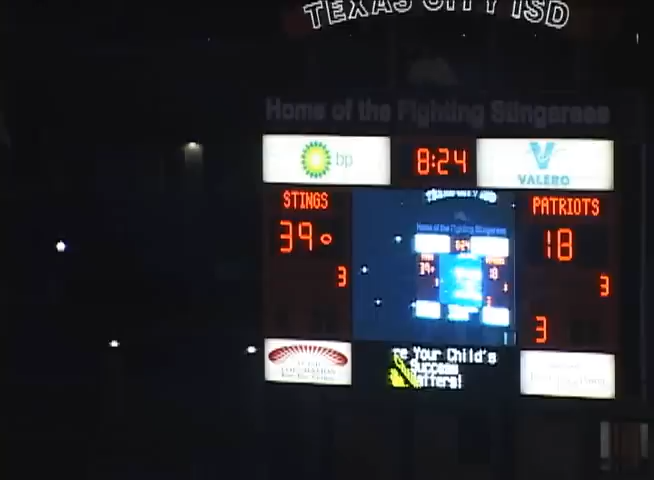 TEXAS CITY ISD
Home of the Fighting Stingarees
bp
8:24
VALERO
STINGS
PATRIOTS
39
18
3
3
3
re Your Child's
Success
Matters!